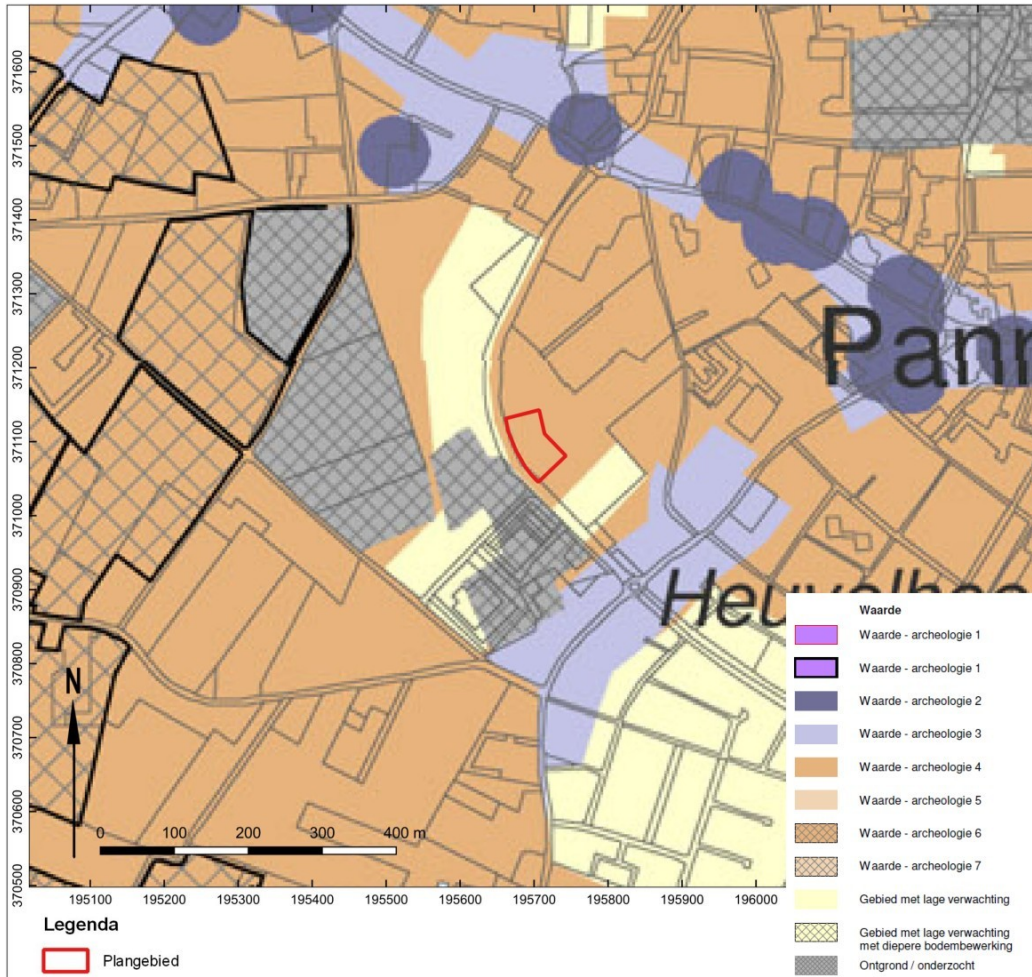 371600
371500
371400
371300
371200
371100
371000
370900
370800
370700
370600
370500
Pann
Heuvelhee
N
0 100 200 300 400 m
195100 195200 195300 195400 195500 195600 195700 195800 195900 196000
Legenda
Plangebied
Waarde
Waarde - archeologie 1
Waarde - archeologie 1
Waarde - archeologie 2
Waarde - archeologie 3
Waarde - archeologie 4
Waarde - archeologie 5
Waarde - archeologie 6
Waarde - archeologie 7
Gebied met lage verwachting
Gebied met lage verwachting
met diepere bodembewerking
Ontgrond / onderzocht